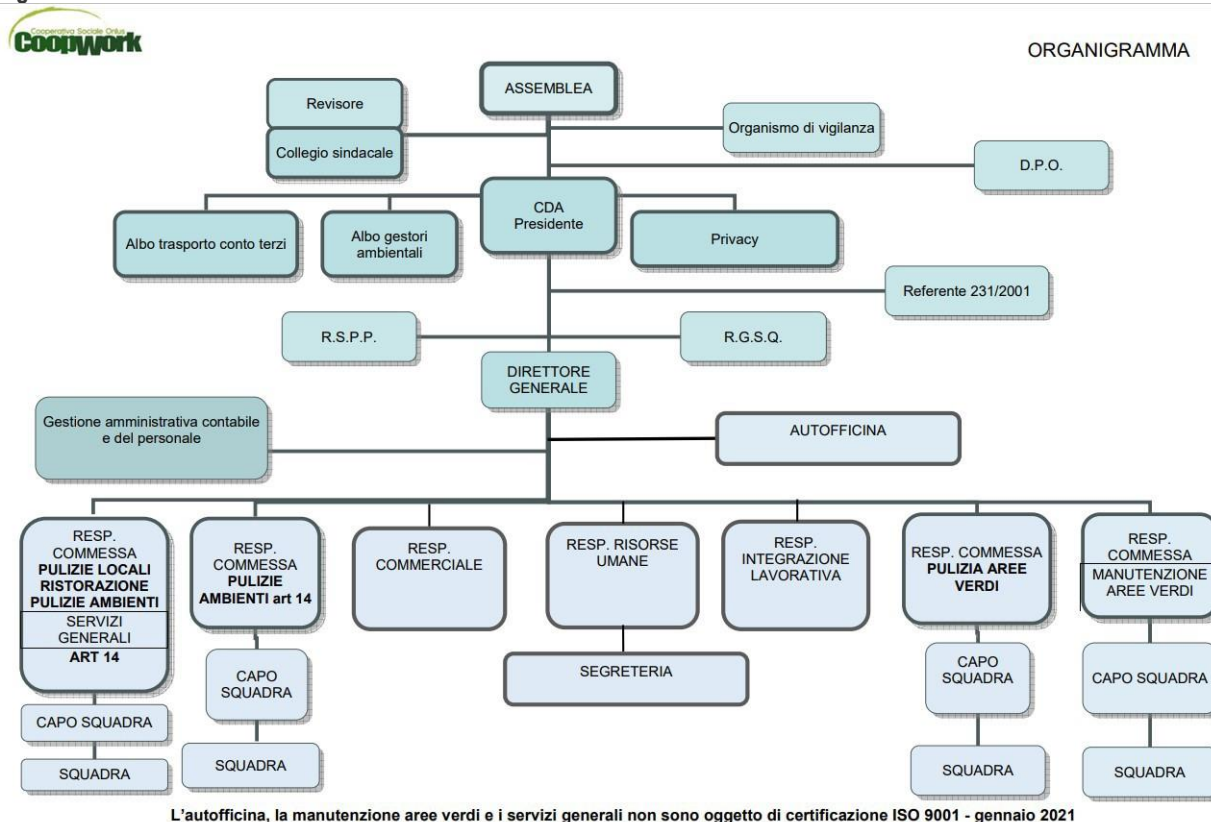 Cooperativa Sociale Onlus
Coopwork
ORGANIGRAMMA
ASSEMBLEA
Revisore
Collegio sindacale
Organismo di vigilanza
D.P.O.
CDA
Presidente
Albo trasporto conto terzi
Albo gestori
ambientali
Privacy
Referente 231/2001
R.S.P.P.
R.G.S.Q.
DIRETTORE
GENERALE
Gestione amministrativa contabile
e del personale
AUTOFFICINA
RESP.
COMMESSA
PULIZIE LOCALI
RISTORAZIONE
PULIZIE AMBIENTI
SERVIZI
GENERALI
ART 14
CAPO SQUADRA
SQUADRA
RESP.
COMMESSA
PULIZIE
AMBIENTI art 14
CAPO
SQUADRA
SQUADRA
RESP.
COMMERCIALE
RESP. RISORSE
UMANE
SEGRETERIA
RESP.
INTEGRAZIONE
LAVORATIVA
RESP. COMMESSA
PULIZIA AREE
VERDI
CAPO
SQUADRA
SQUADRA
RESP.
COMMESSA
MANUTENZIONE
AREE VERDI
CAPO SQUADRA
SQUADRA
L'autofficina, la manutenzione aree verdi e i servizi generali non sono oggetto di certificazione ISO 9001 - gennaio 2021